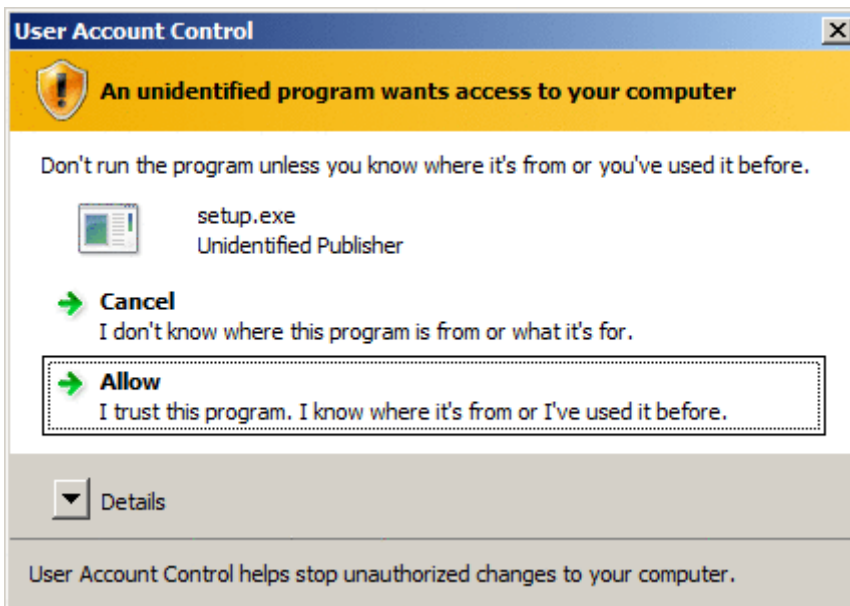 User Account Control
An unidentified program wants access to your computer
Don't run the program unless you know where it's from or you've used it before.
setup.exe
Unidentified Publisher
Cancel
I don't know where this program is from or what it's for.
Allow
I trust this program. I know where it's from or I've used it before.
Details
User Account Control helps stop unauthorized changes to your computer.